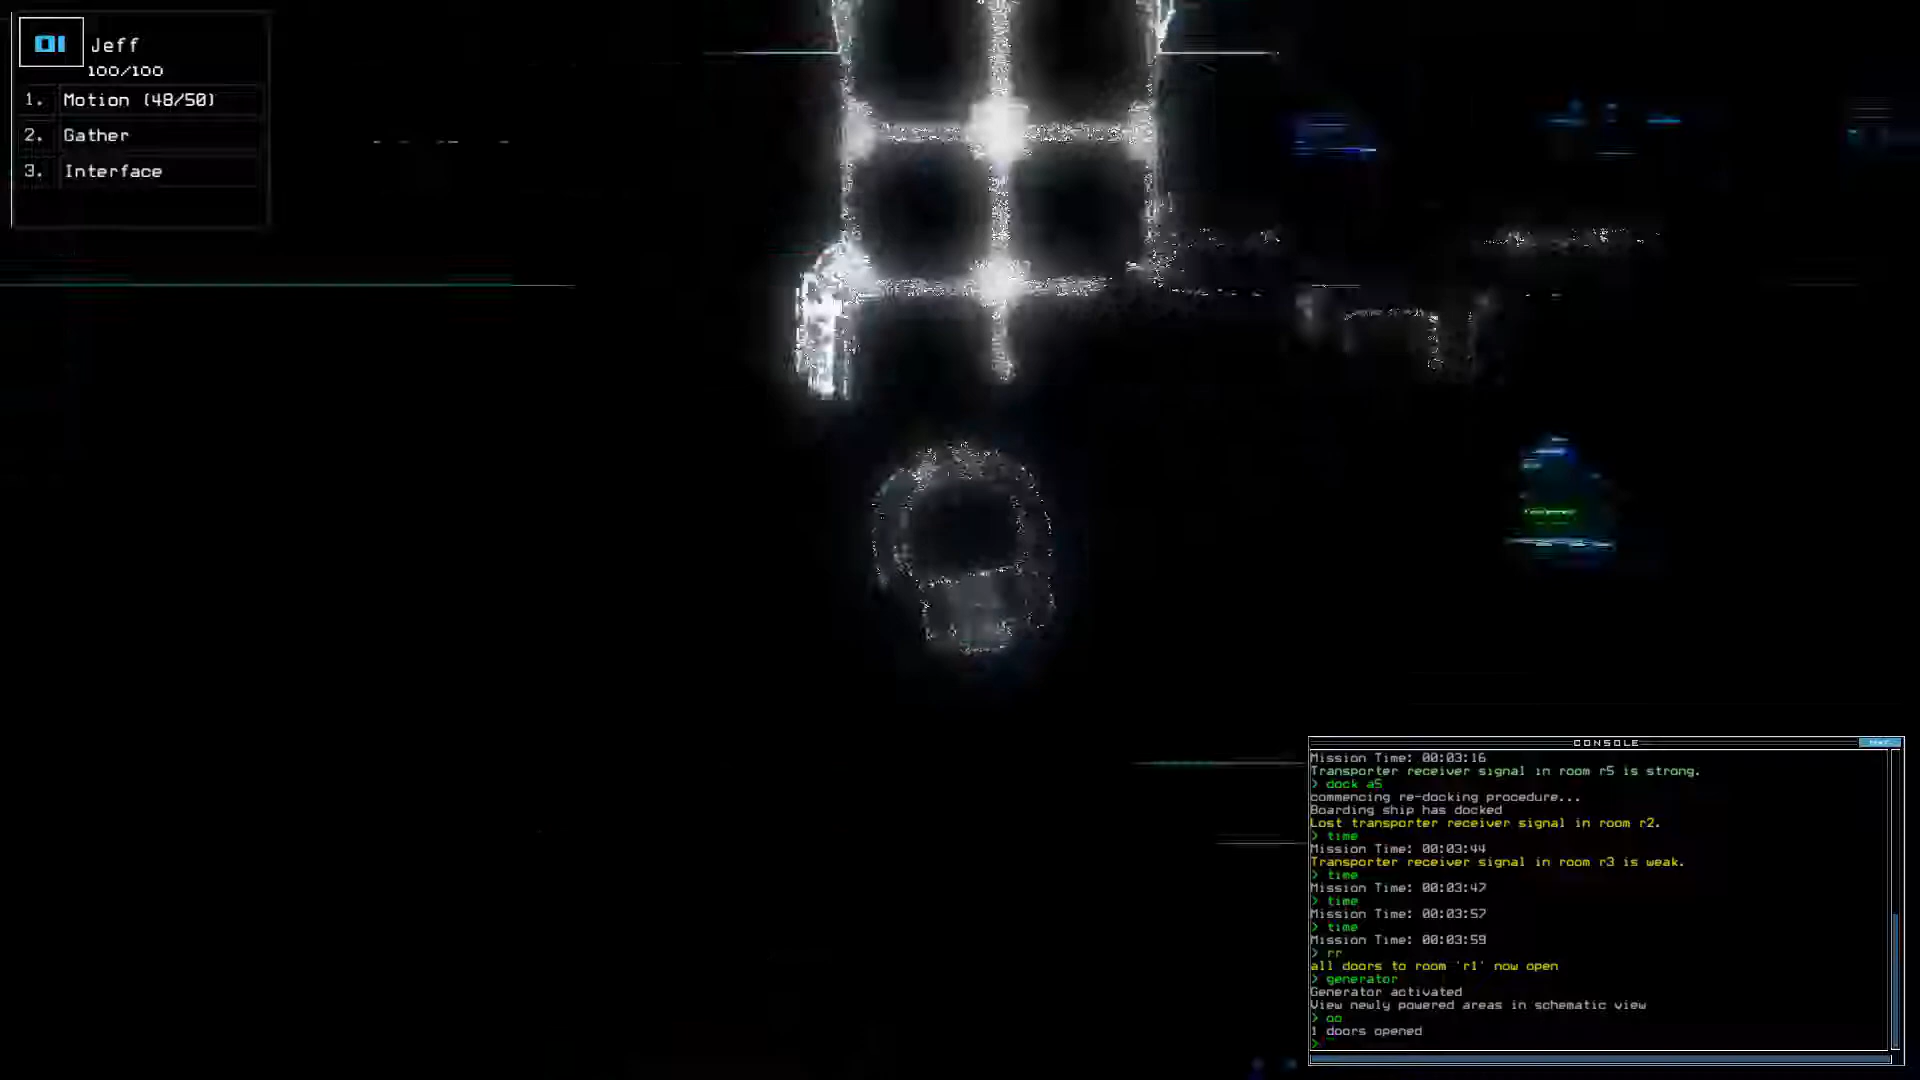 01 Jeff
100/100
1. Motion (48/50)
2. Gather
3. Interface
CONSOLE
Mission Time: 00:03:16
Transporter receiver signal in room r5 is strong.
> dock a5
commencing re-docking procedure...
Boarding ship has docked
Lost transporter receiver signal in room r2.
> time
Mission Time: 00:03:44
Transporter receiver signal in room r3 is weak.
> time
Mission Time: 00:03:47
> time
Mission Time: 00:03:57
> time
Mission Time: 00:03:59
> rr
all doors to room 'r1' now open
> generator
Generator activated
View newly powered areas in schematic view
> oo
1 doors opened
>